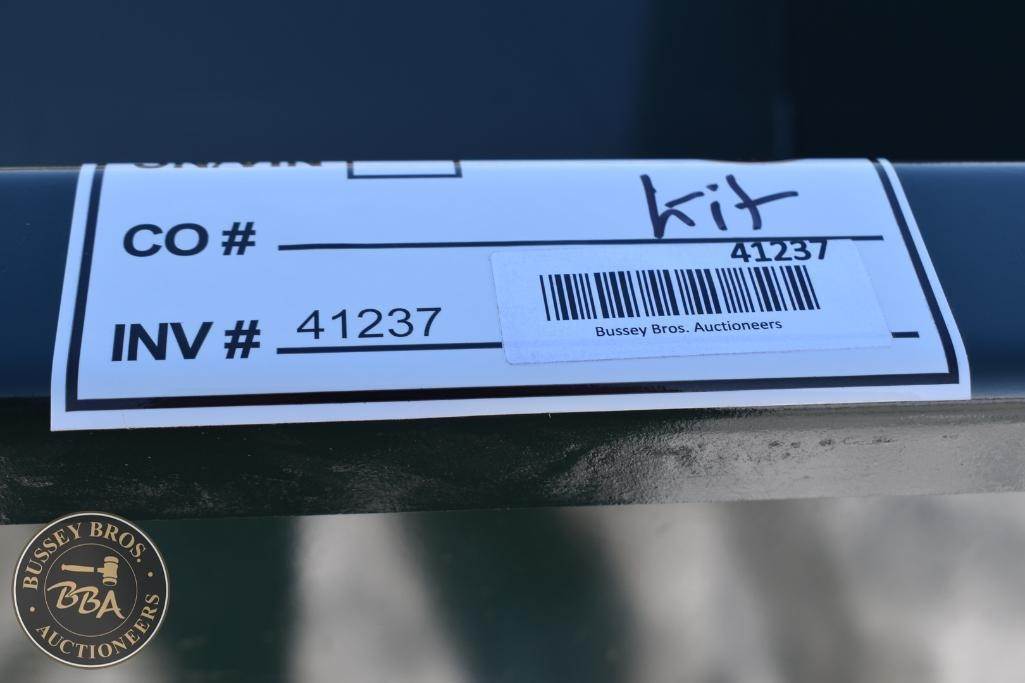 CO # kit
41237
INV # 41237
Bussey Bros. Auctioneers
BUSSEY BROS.
BBA
AUCTIONEERS